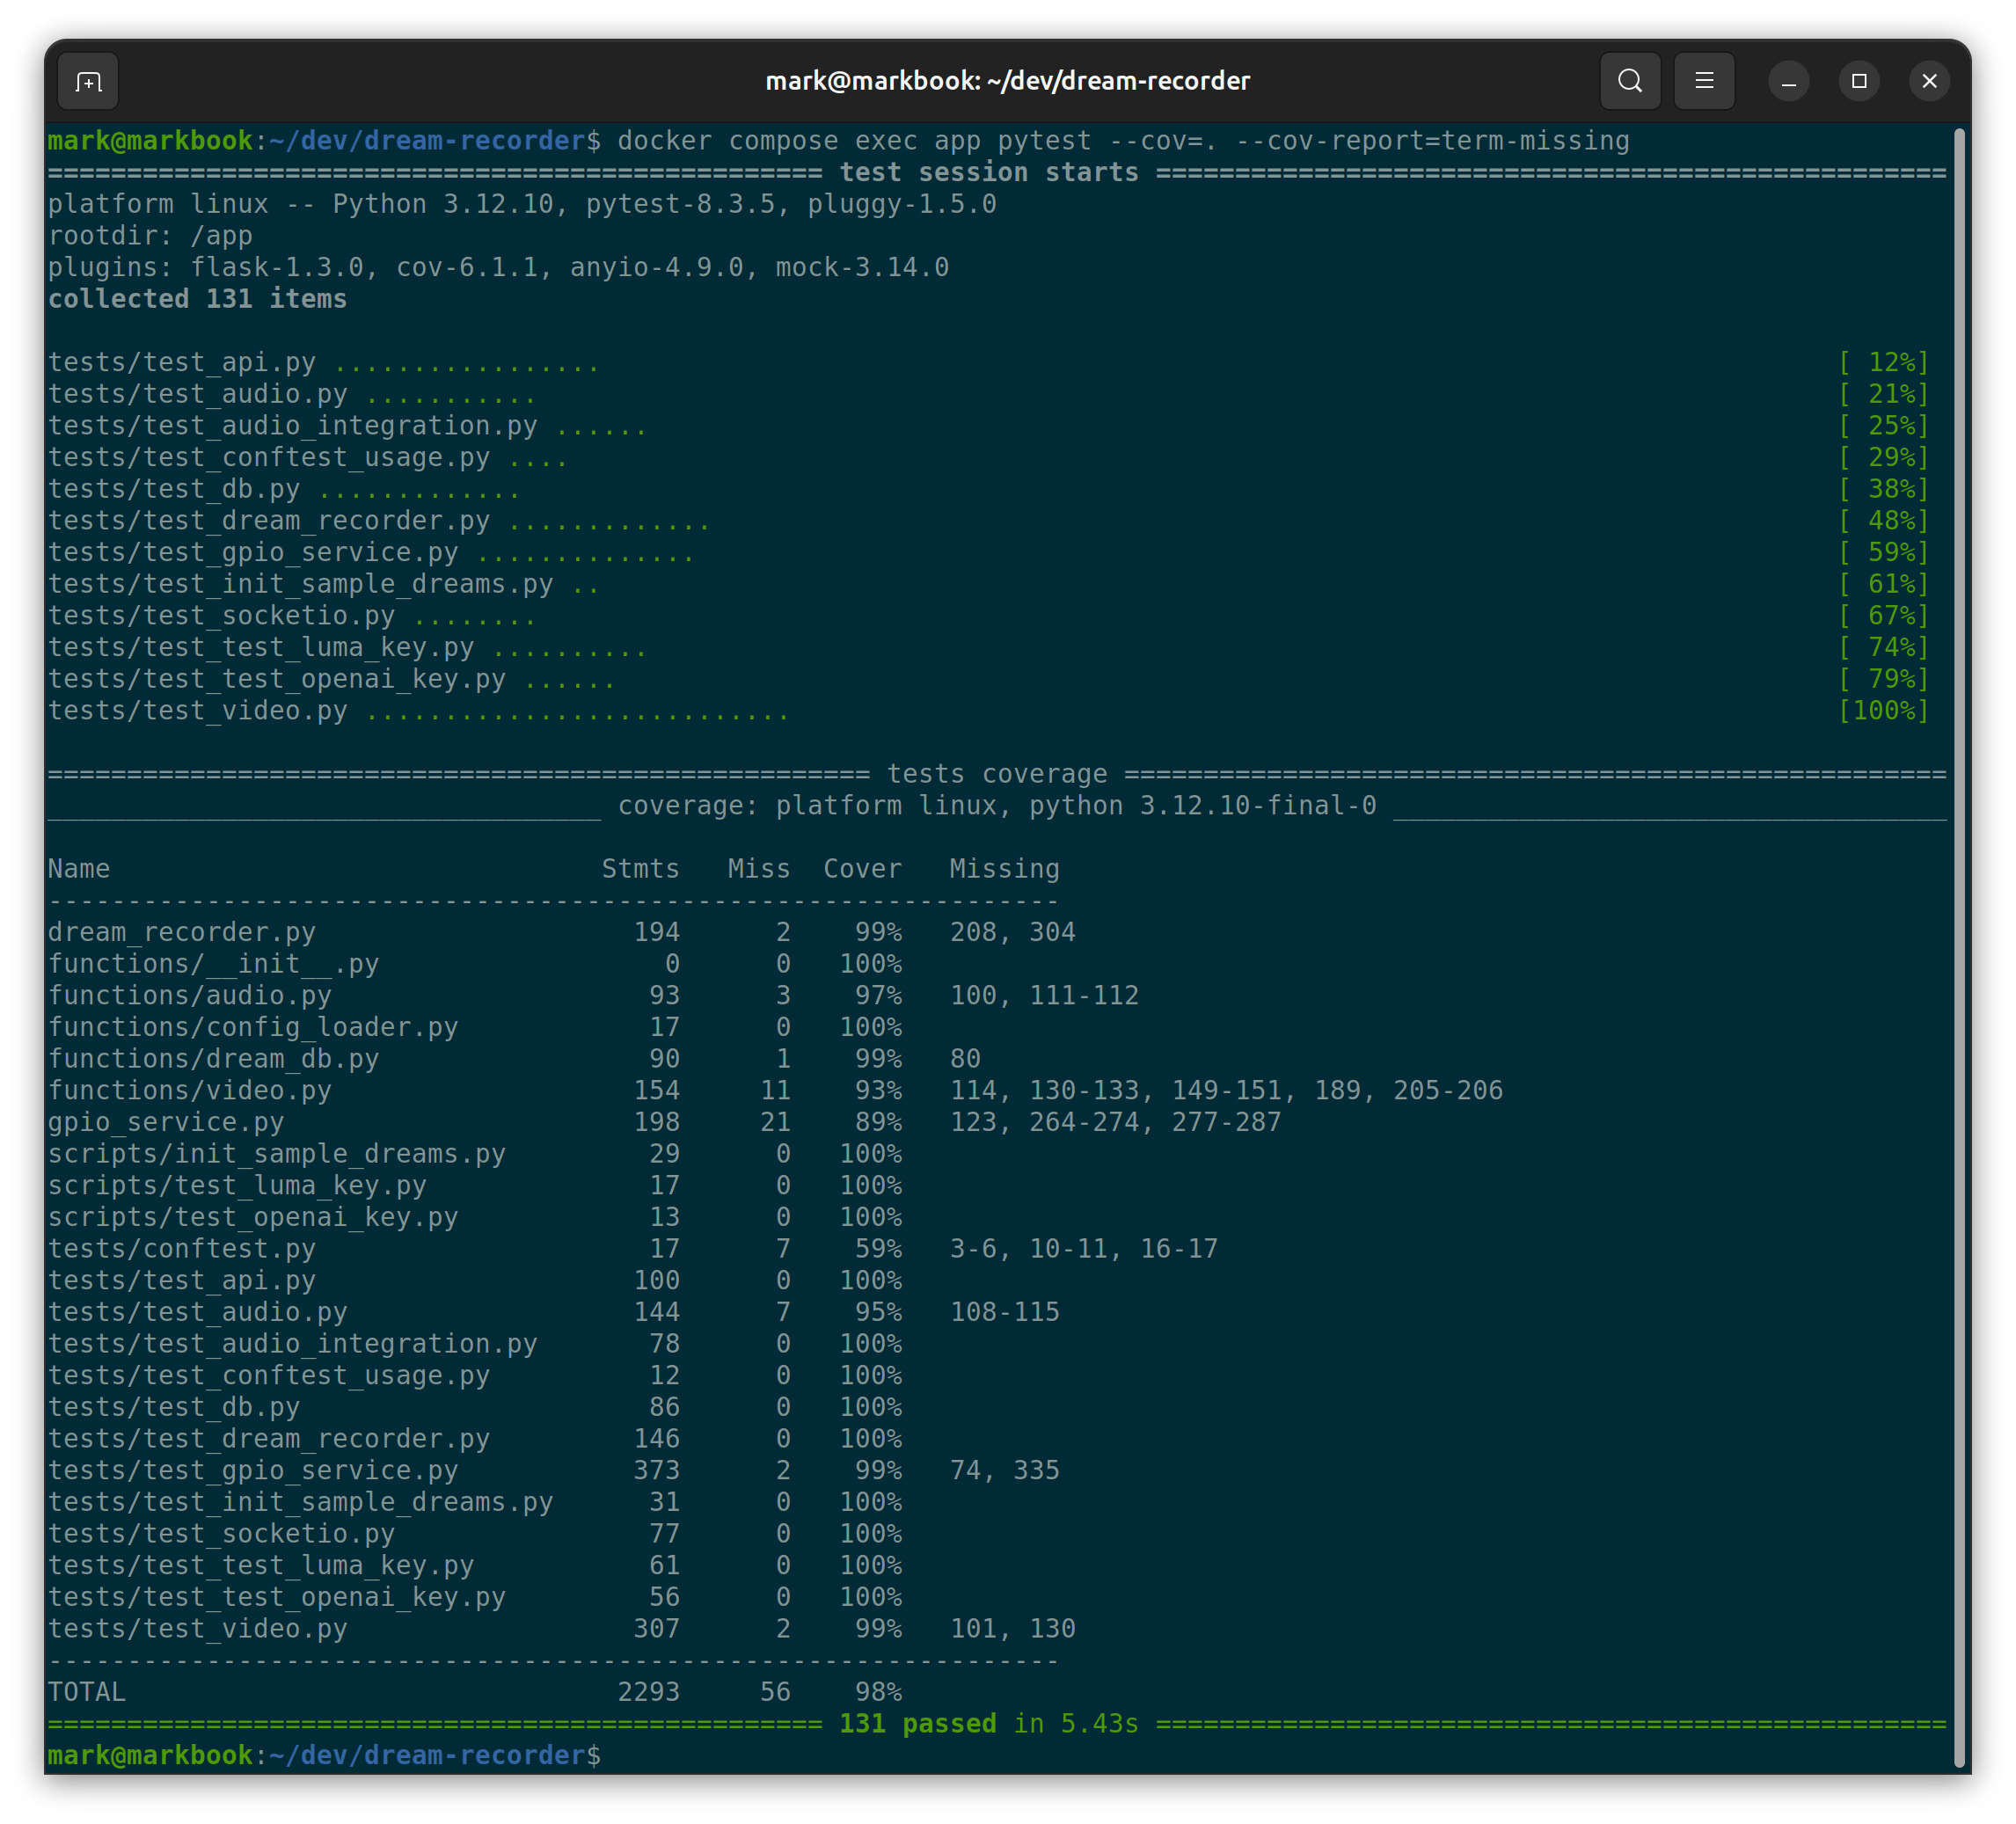 mark@markbook: ~/dev/dream-recorder
mark@markbook:~/dev/dream-recorder$ docker compose exec app pytest --cov=. --cov-report=term-missing
================================================= test session starts ==================================================
platform linux -- Python 3.12.10, pytest-8.3.5, pluggy-1.5.0
rootdir: /app
plugins: flask-1.3.0, cov-6.1.1, anyio-4.9.0, mock-3.14.0
collected 131 items
tests/test_api.py ................. [ 12%]
tests/test_audio.py ........... [ 21%]
tests/test_audio_integration.py ...... [ 25%]
tests/test_conftest_usage.py .... [ 29%]
tests/test_db.py ............. [ 38%]
tests/test_dream_recorder.py ............. [ 48%]
tests/test_gpio_service.py .............. [ 59%]
tests/test_init_sample_dreams.py .. [ 61%]
tests/test_socketio.py ........ [ 67%]
tests/test_test_luma_key.py .......... [ 74%]
tests/test_test_openai_key.py ...... [ 79%]
tests/test_video.py ........................... [100%]
==================================================== tests coverage ====================================================
___________________________________ coverage: platform linux, python 3.12.10-final-0 ___________________________________
Name                               Stmts   Miss  Cover   Missing
----------------------------------------------------------------
dream_recorder.py                    194      2    99%   208, 304
functions/__init__.py                  0      0   100%
functions/audio.py                    93      3    97%   100, 111-112
functions/config_loader.py            17      0   100%
functions/dream_db.py                 90      1    99%   80
functions/video.py                   154     11    93%   114, 130-133, 149-151, 189, 205-206
gpio_service.py                      198     21    89%   123, 264-274, 277-287
scripts/init_sample_dreams.py         29      0   100%
scripts/test_luma_key.py              17      0   100%
scripts/test_openai_key.py            13      0   100%
tests/conftest.py                     17      7    59%   3-6, 10-11, 16-17
tests/test_api.py                    100      0   100%
tests/test_audio.py                  144      7    95%   108-115
tests/test_audio_integration.py       78      0   100%
tests/test_conftest_usage.py          12      0   100%
tests/test_db.py                      86      0   100%
tests/test_dream_recorder.py         146      0   100%
tests/test_gpio_service.py           373      2    99%   74, 335
tests/test_init_sample_dreams.py      31      0   100%
tests/test_socketio.py                77      0   100%
tests/test_test_luma_key.py           61      0   100%
tests/test_test_openai_key.py         56      0   100%
tests/test_video.py                  307      2    99%   101, 130
----------------------------------------------------------------
TOTAL                               2293     56    98%
================================================= 131 passed in 5.43s ==================================================
mark@markbook:~/dev/dream-recorder$